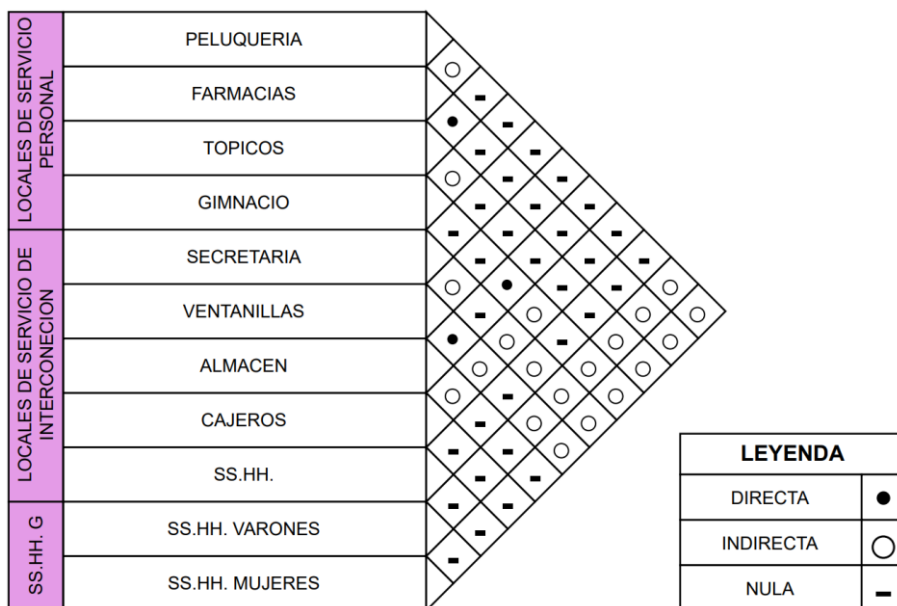 LOCALES DE SERVICIO
PERSONAL
PELUQUERIA
FARMACIAS
TOPICOS
GIMNACIO
LOCALES DE SERVICIO DE
INTERCONECION
SECRETARIA
VENTANILLAS
ALMACEN
CAJEROS
SS.HH.
SS.HH. G
SS.HH. VARONES
SS.HH. MUJERES
LEYENDA
DIRECTA
INDIRECTA
NULA